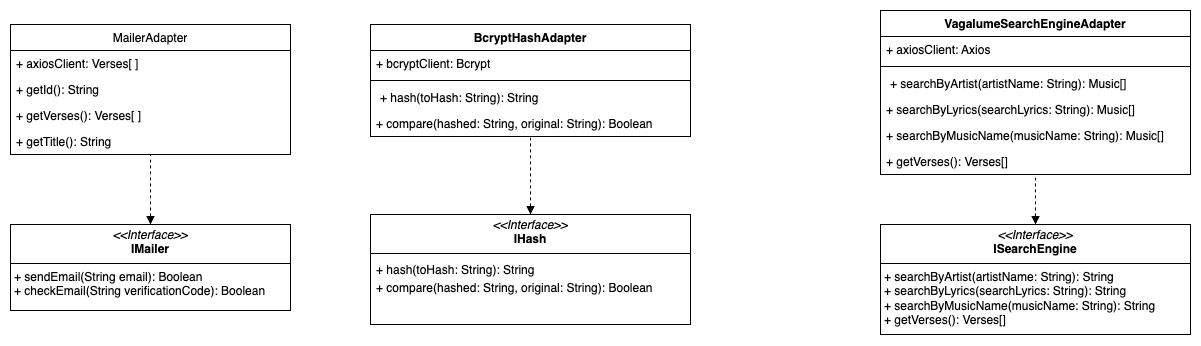 MailerAdapter
+ axiosClient: Verses[ ]
+ getId(): String
+ getVerses(): Verses[ ]
+ getTitle(): String
<<Interface>>
IMailer
+ sendEmail(String email): Boolean
+ checkEmail(String verificationCode): Boolean
BcryptHashAdapter
+ bcryptClient: Bcrypt
+ hash(toHash: String): String
+ compare(hashed: String, original: String): Boolean
<<Interface>>
IHash
+ hash(toHash: String): String
+ compare(hashed: String, original: String): Boolean
VagalumeSearchEngineAdapter
+ axiosClient: Axios
+ searchByArtist(artistName: String): Music[]
+ searchByLyrics(searchLyrics: String): Music[]
+ searchByMusicName(musicName: String): Music[]
+ getVerses(): Verses[]
<<Interface>>
ISearchEngine
+ searchByArtist(artistName: String): String
+ searchByLyrics(searchLyrics: String): String
+ searchByMusicName(musicName: String): String
+ getVerses(): Verses[]